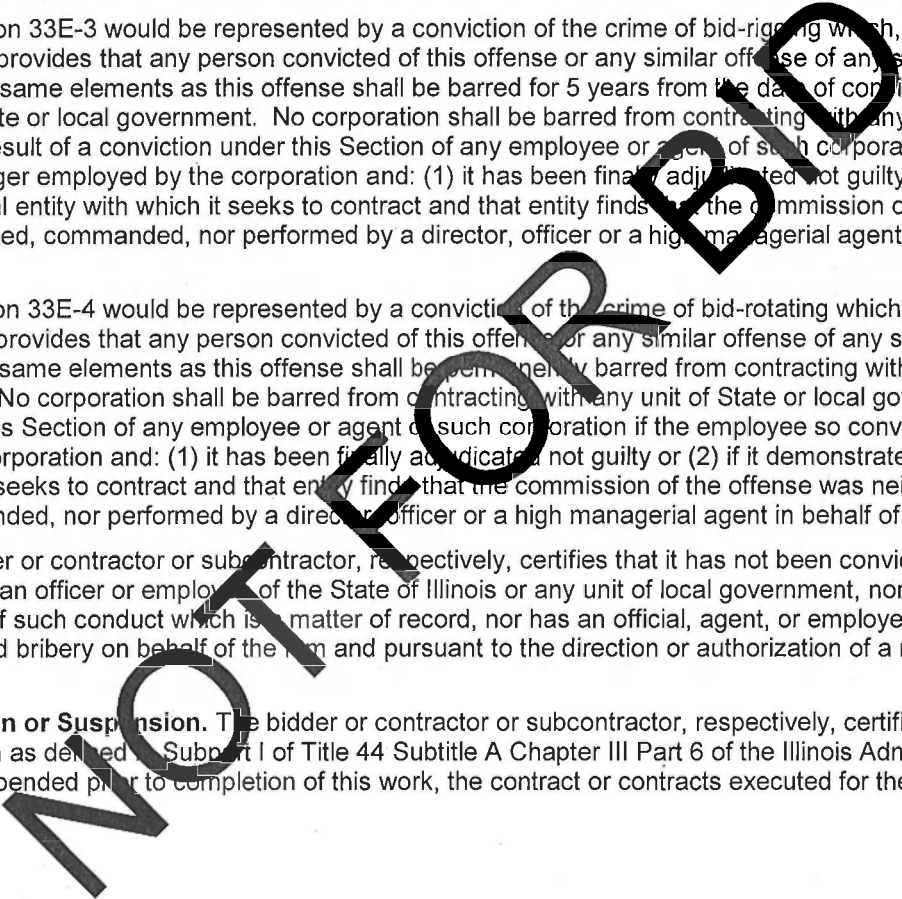 on 33E-3 would be represented by a conviction of the crime of bid-rigging which,
provides that any person convicted of this offense or any similar offense of any s
same elements as this offense shall be barred for 5 years from the date of convi
te or local government. No corporation shall be barred from contracting with any
esult of a conviction under this Section of any employee or agent of such corpora
ger employed by the corporation and: (1) it has been finally adjudicated not guilty
l entity with which it seeks to contract and that entity finds that the commission o
ed, commanded, nor performed by a director, officer or a high managerial agent
on 33E-4 would be represented by a conviction of the crime of bid-rotating which
provides that any person convicted of this offense or any similar offense of any s
same elements as this offense shall be permanently barred from contracting with
No corporation shall be barred from contracting with any unit of State or local go
s Section of any employee or agent of such corporation if the employee so conv
orporation and: (1) it has been finally adjudicated not guilty or (2) if it demonstrate
seeks to contract and that entity finds that the commission of the offense was nei
nded, nor performed by a director, officer or a high managerial agent in behalf of
er or contractor or subcontractor, respectively, certifies that it has not been convic
an officer or employee of the State of Illinois or any unit of local government, nor
f such conduct which is a matter of record, nor has an official, agent, or employe
d bribery on behalf of the firm and pursuant to the direction or authorization of a r
n or Suspension. The bidder or contractor or subcontractor, respectively, certifi
as defined in Subpart I of Title 44 Subtitle A Chapter III Part 6 of the Illinois Adm
pended prior to completion of this work, the contract or contracts executed for the
NOT FOR BID